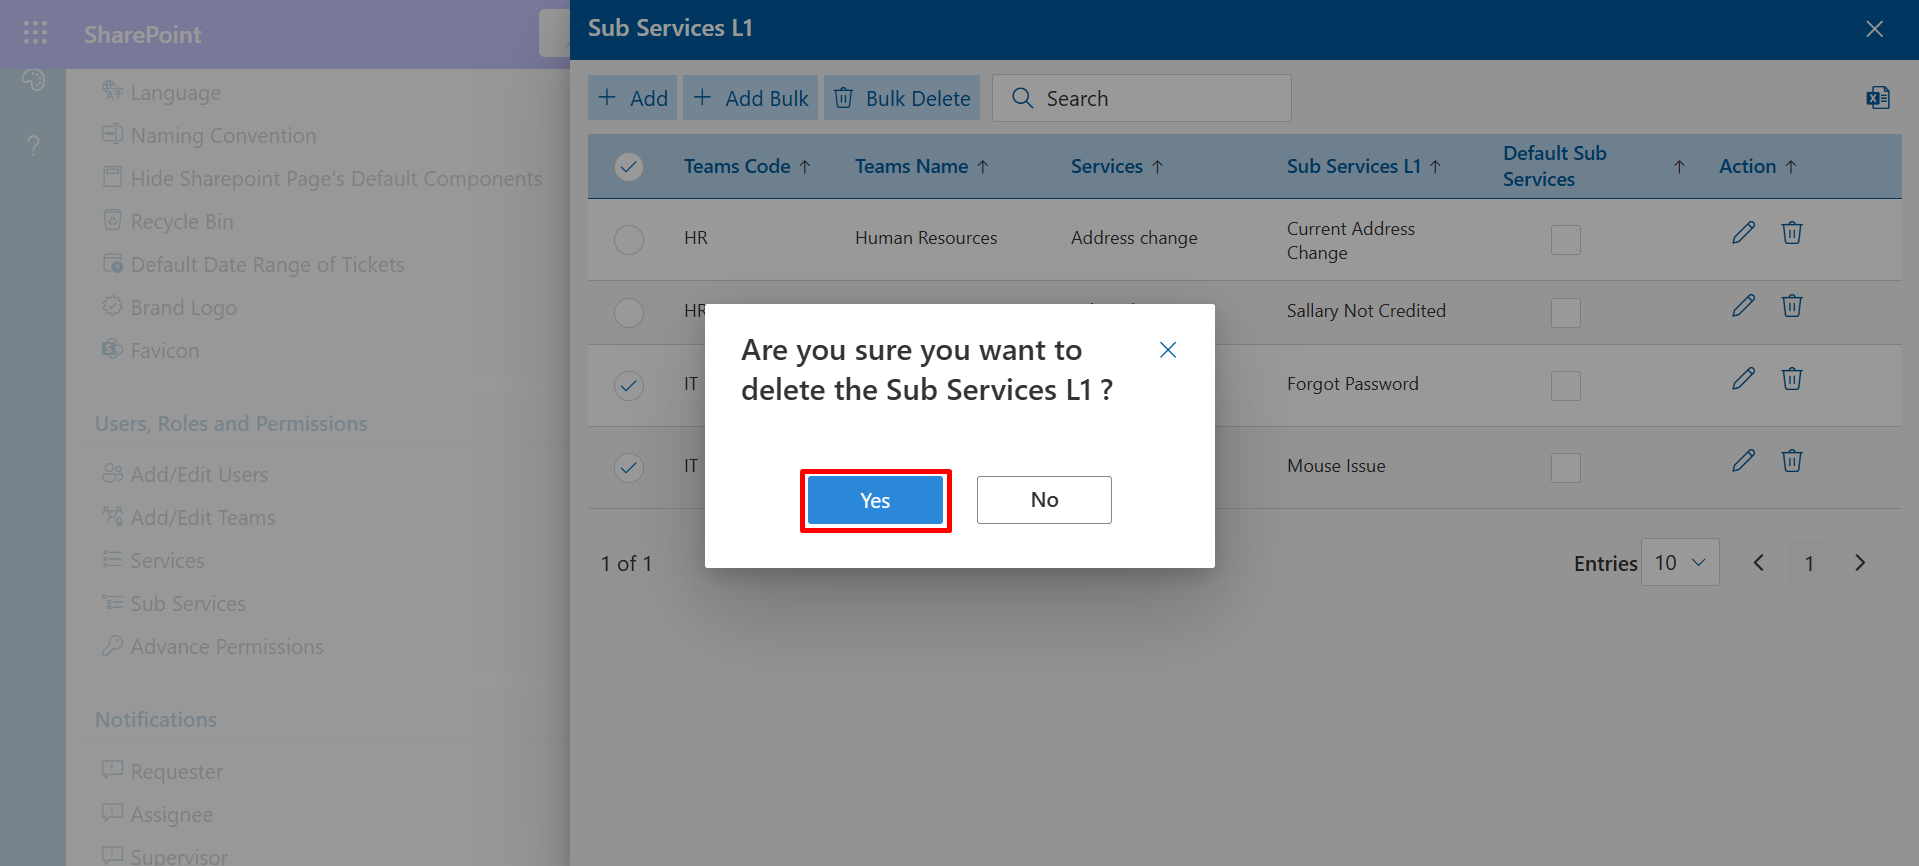 SharePoint
Language
Naming Convention
Hide Sharepoint Page's Default Components
Recycle Bin
Default Date Range of Tickets
Brand Logo
Favicon
Users, Roles and Permissions
Add/Edit Users
Add/Edit Teams
Services
Sub Services
Advance Permissions
Notifications
Requester
Assignee
Supervisor
Sub Services L1
Add
Add Bulk
Bulk Delete
Search
Teams Code
Teams Name
Services
Sub Services L1
Default Sub
Services
Action
HR
Human Resources
Address change
Current Address
Change
HR
Sallary Not Credited
IT
Forgot Password
IT
Mouse Issue
Are you sure you want to
delete the Sub Services L1 ?
Yes
No
1 of 1
Entries
10
1